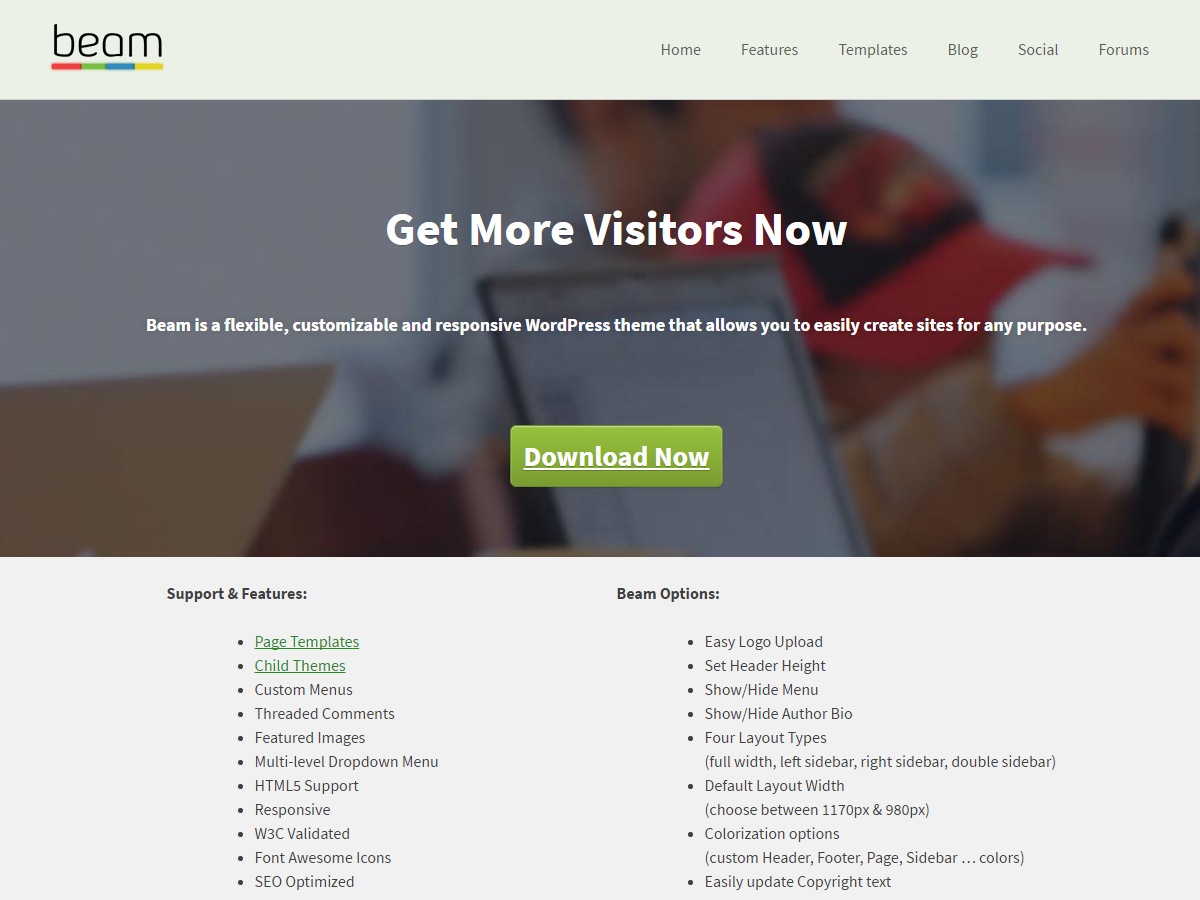 beam
Home Features Templates Blog Social Forums
Get More Visitors Now
Beam is a flexible, customizable and responsive WordPress theme that allows you to easily create sites for any purpose.
Download Now
Support & Features:
Page Templates
Child Themes
Custom Menus
Threaded Comments
Featured Images
Multi-level Dropdown Menu
HTML5 Support
Responsive
W3C Validated
Font Awesome Icons
SEO Optimized
Beam Options:
Easy Logo Upload
Set Header Height
Show/Hide Menu
Show/Hide Author Bio
Four Layout Types
(full width, left sidebar, right sidebar, double sidebar)
Default Layout Width
(choose between 1170px & 980px)
Colorization options
(custom Header, Footer, Page, Sidebar … colors)
Easily update Copyright text